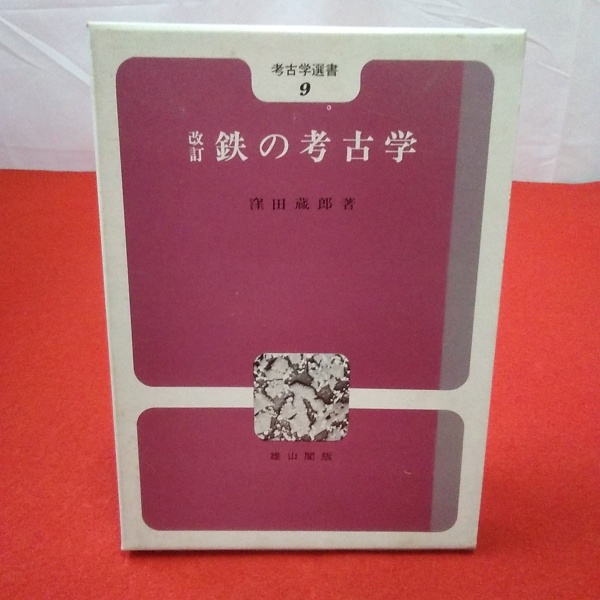 考古学選書
9
改訂 鉄の考古学
窪田蔵郎著
雄山閣版